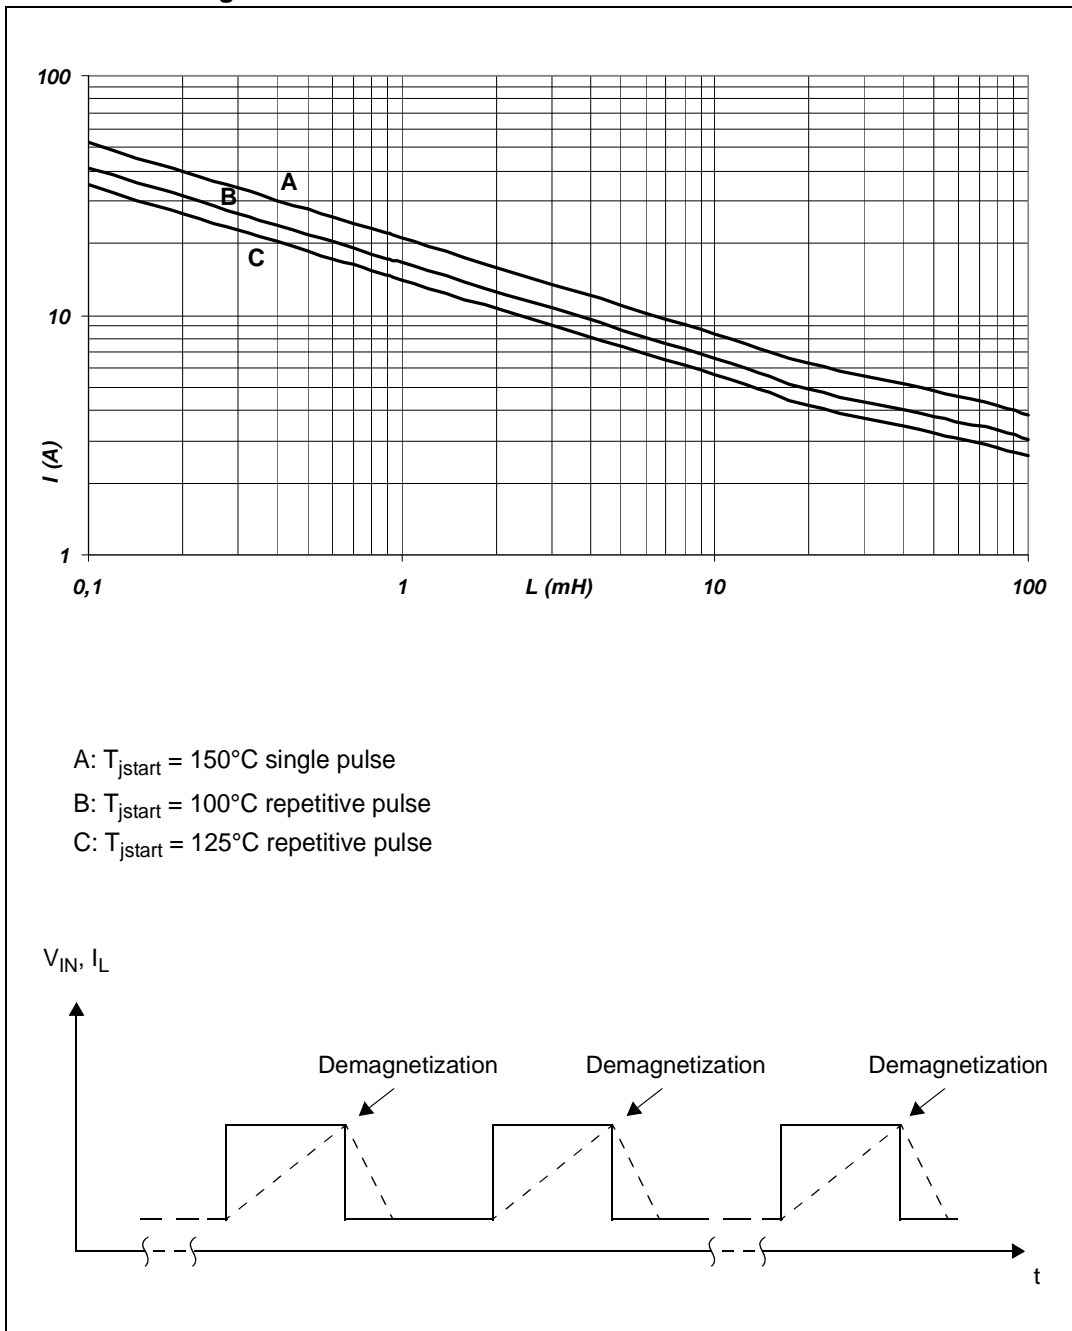 100
A
B
C
10
I (A)
1
0,1 1 L (mH) 10 100
A: Tjstart = 150°C single pulse
B: Tjstart = 100°C repetitive pulse
C: Tjstart = 125°C repetitive pulse
VIN, IL
Demagnetization Demagnetization Demagnetization
t